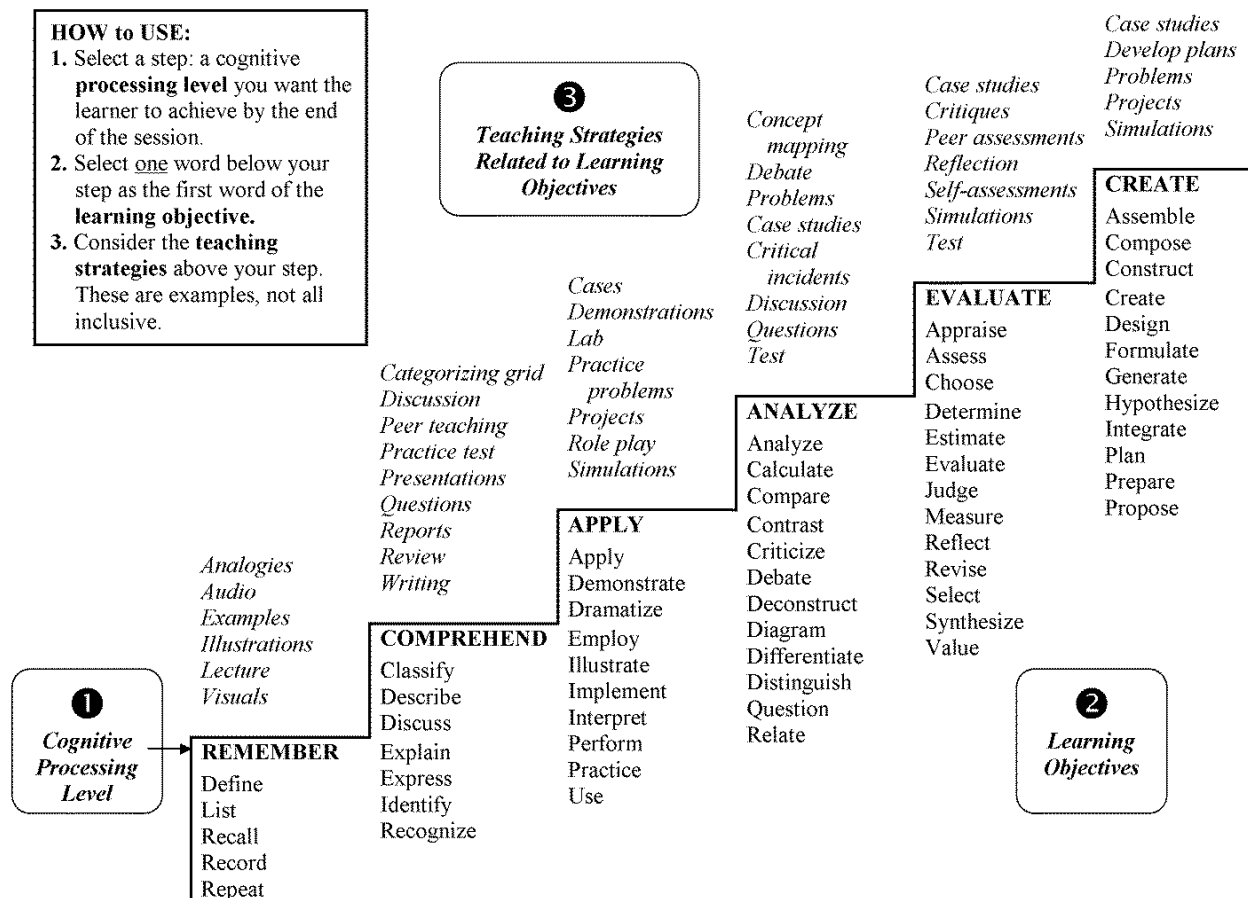 HOW to USE:
1. Select a step: a cognitive
processing level you want the
learner to achieve by the end
of the session.
2. Select one word below your
step as the first word of the
learning objective.
3. Consider the teaching
strategies above your step.
These are examples, not all
inclusive.
❸
Teaching Strategies
Related to Learning
Objectives
❶
Cognitive
Processing
Level
Analogies
Audio
Examples
Illustrations
Lecture
Visuals
REMEMBER
Define
List
Recall
Record
Repeat
Categorizing grid
Discussion
Peer teaching
Practice test
Presentations
Questions
Reports
Review
Writing
COMPREHEND
Classify
Describe
Discuss
Explain
Express
Identify
Recognize
Cases
Demonstrations
Lab
Practice
problems
Projects
Role play
Simulations
APPLY
Apply
Demonstrate
Dramatize
Employ
Illustrate
Implement
Interpret
Perform
Practice
Use
Concept
mapping
Debate
Problems
Case studies
Critical
incidents
Discussion
Questions
Test
ANALYZE
Analyze
Calculate
Compare
Contrast
Criticize
Debate
Deconstruct
Diagram
Differentiate
Distinguish
Question
Relate
Case studies
Critiques
Peer assessments
Reflection
Self-assessments
Simulations
Test
EVALUATE
Appraise
Assess
Choose
Determine
Estimate
Evaluate
Judge
Measure
Reflect
Revise
Select
Synthesize
Value
Case studies
Develop plans
Problems
Projects
Simulations
CREATE
Assemble
Compose
Construct
Create
Design
Formulate
Generate
Hypothesize
Integrate
Plan
Prepare
Propose
❷
Learning
Objectives